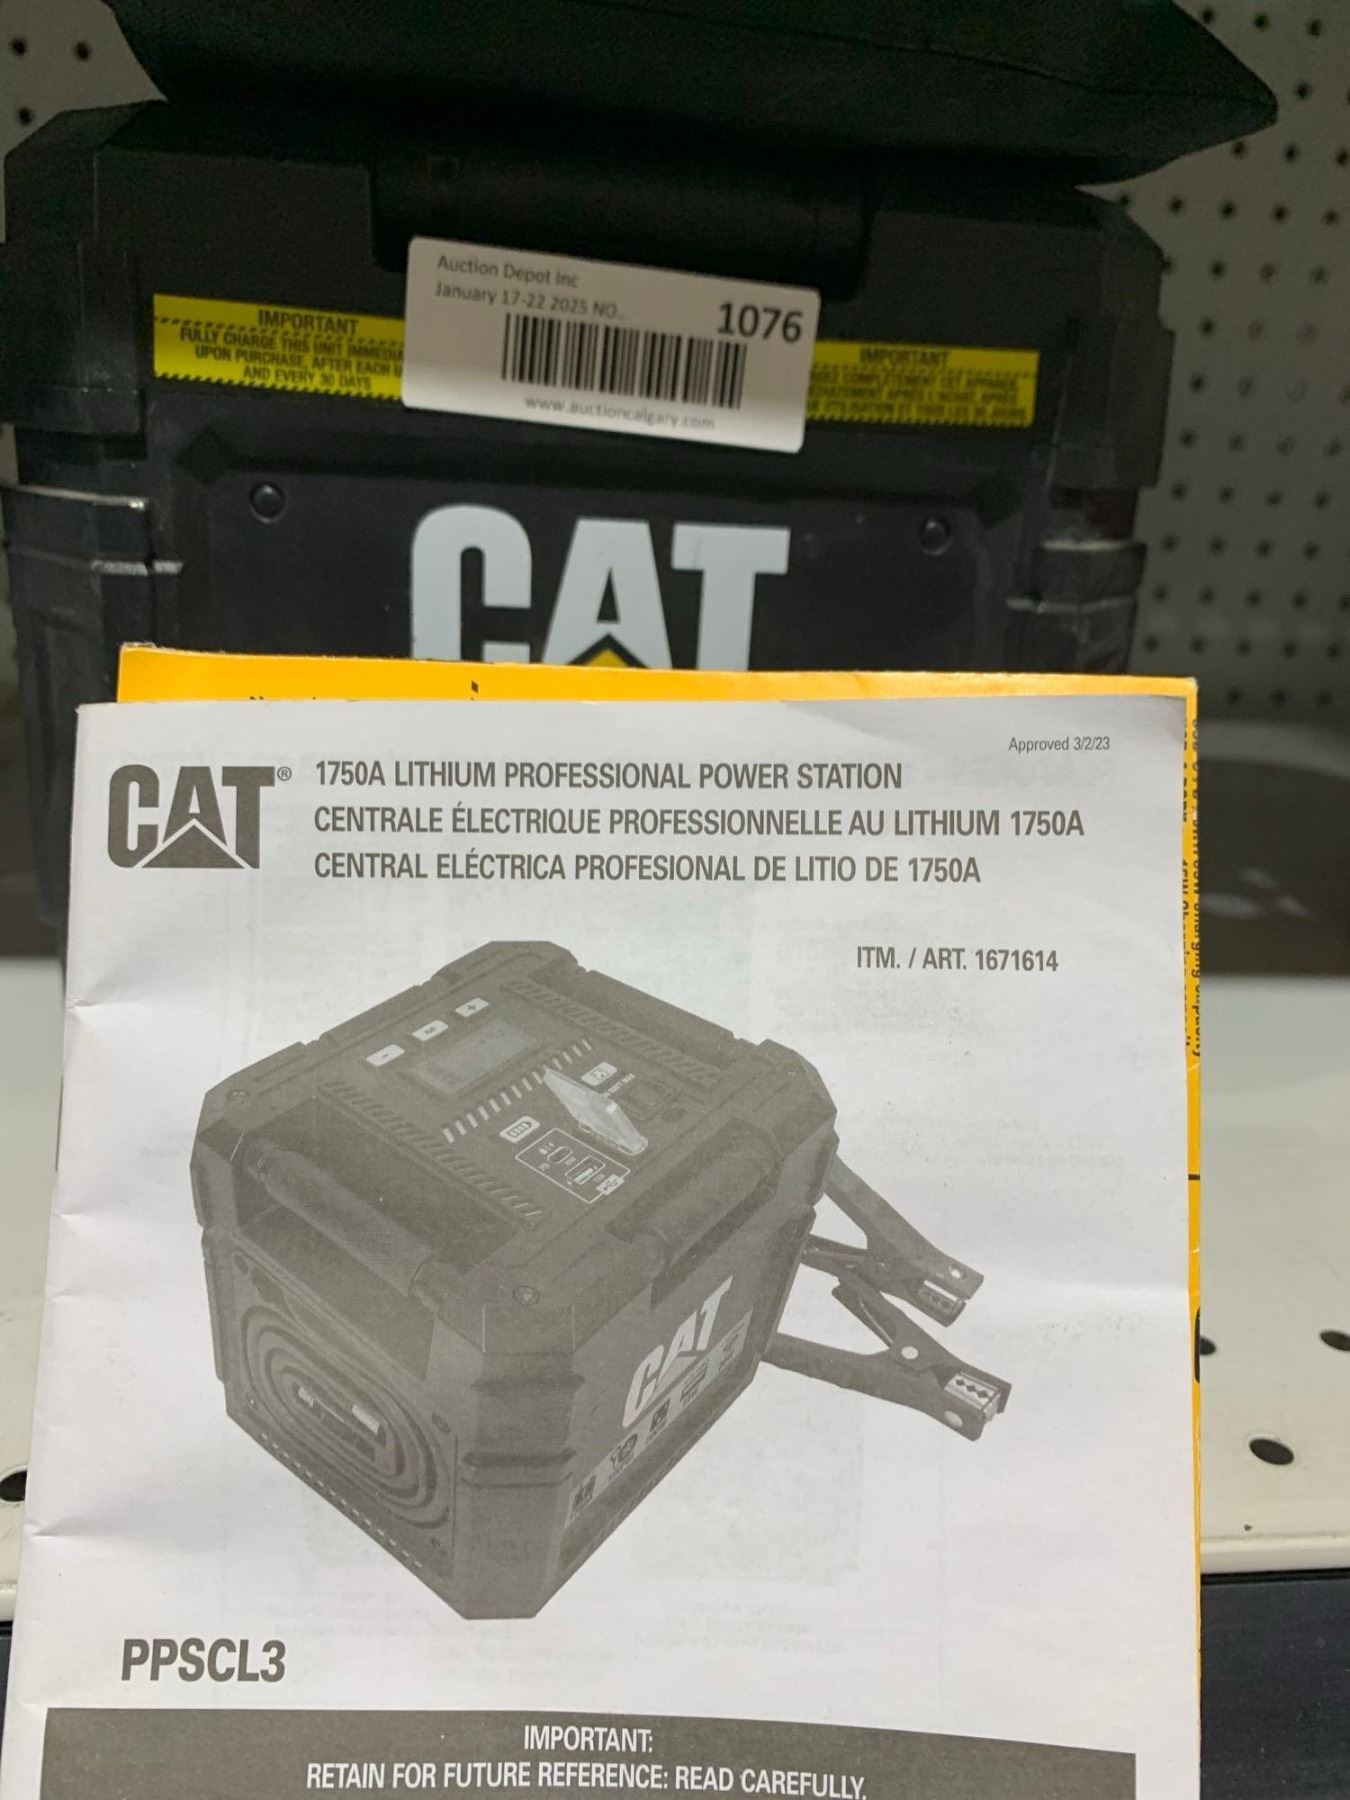 Auction Depot Inc
January 17-22 2025 NO...
1076
www.auctioncalgary.com
IMPORTANT
FULLY CHARGE THIS UNIT IMMEDIA
UPON PURCHASE, AFTER EACH U
AND EVERY 30 DAYS
IMPORTANT
CAT
Approved 3/2/23
CAT®
1750A LITHIUM PROFESSIONAL POWER STATION
CENTRALE ÉLECTRIQUE PROFESSIONNELLE AU LITHIUM 1750A
CENTRAL ELÉCTRICA PROFESIONAL DE LITIO DE 1750A
ITM. / ART. 1671614
CAT
PPSCL3
IMPORTANT:
RETAIN FOR FUTURE REFERENCE: READ CAREFULLY.